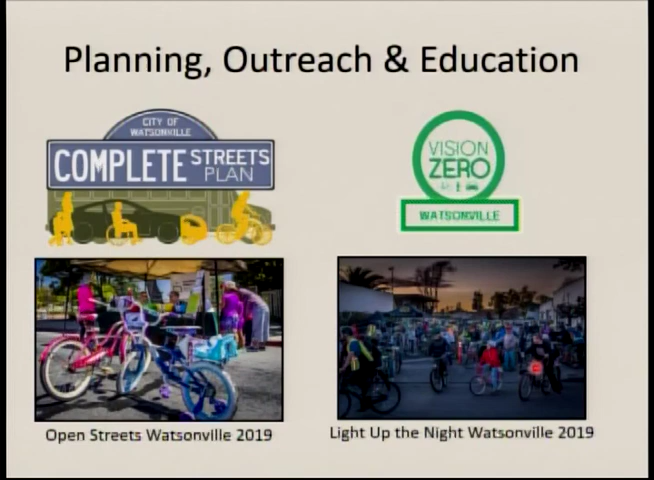 Planning, Outreach & Education
CITY OF
WATSONVILLE
COMPLETE STREETS
PLAN
VISION
ZERO
WATSONVILLE
Open Streets Watsonville 2019
Light Up the Night Watsonville 2019